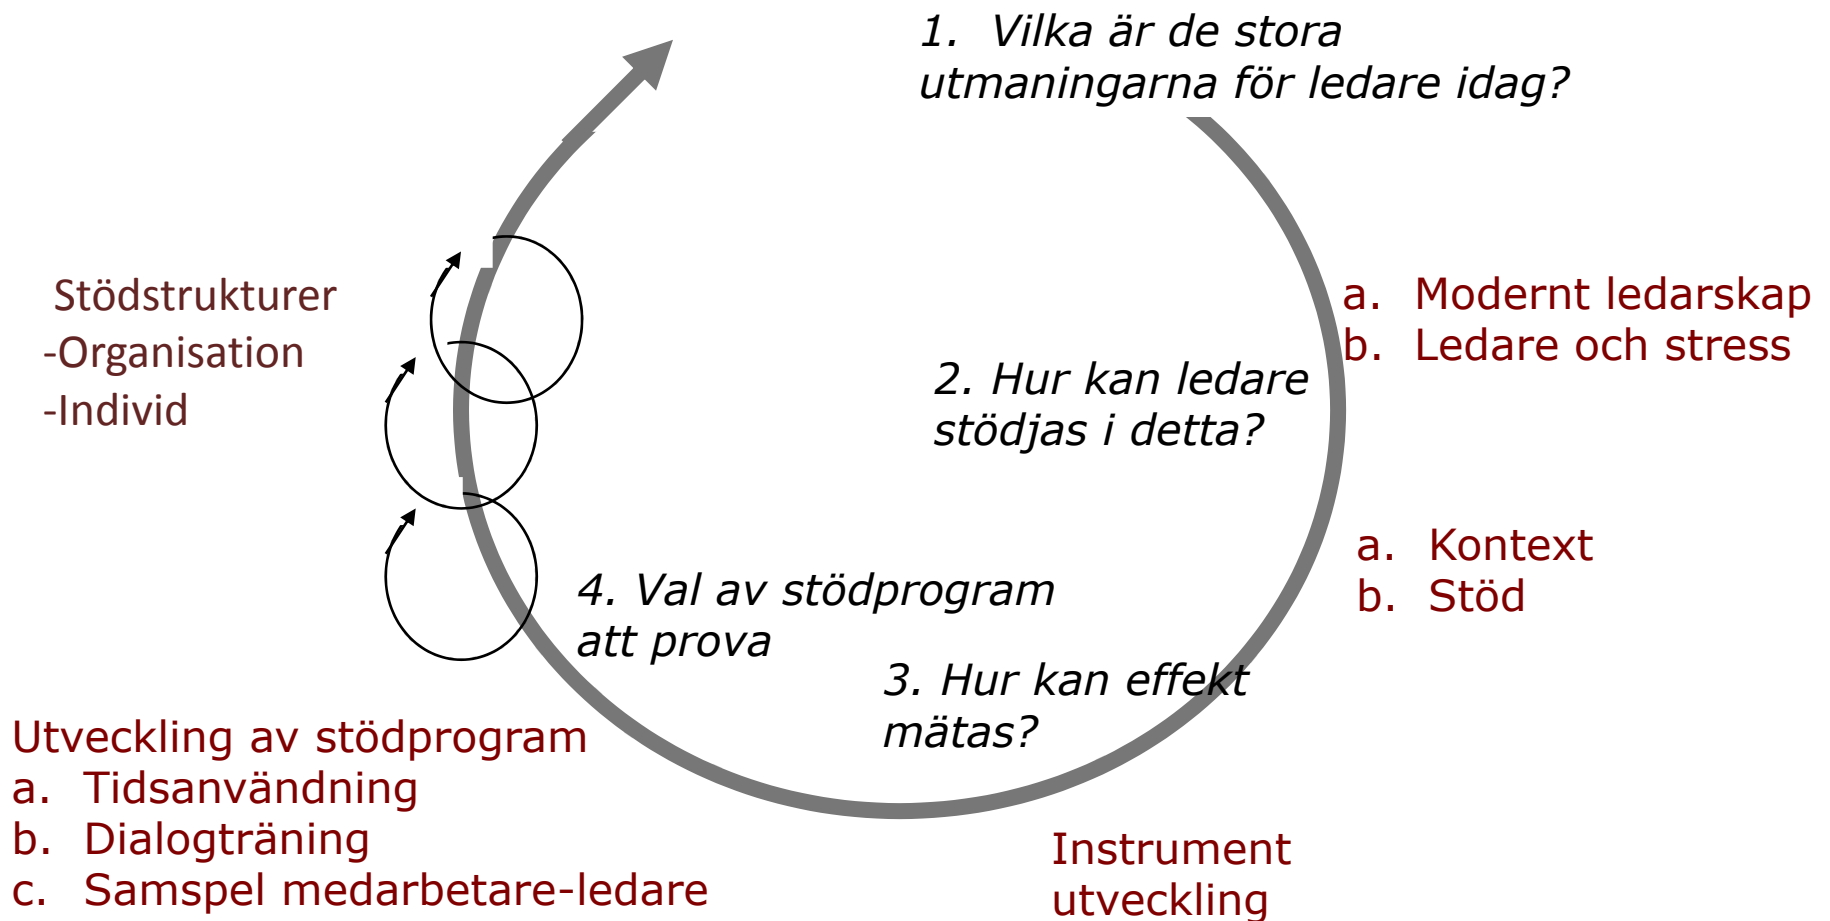 1. Vilka är de stora
utmaningarna för ledare idag?
a. Modernt ledarskap
b. Ledare och stress
2. Hur kan ledare
stödjas i detta?
a. Kontext
b. Stöd
3. Hur kan effekt
mätas?
Instrument
utveckling
4. Val av stödprogram
att prova
Utveckling av stödprogram
a. Tidsanvändning
b. Dialogträning
c. Samspel medarbetare-ledare
Stödstrukturer
-Organisation
-Individ